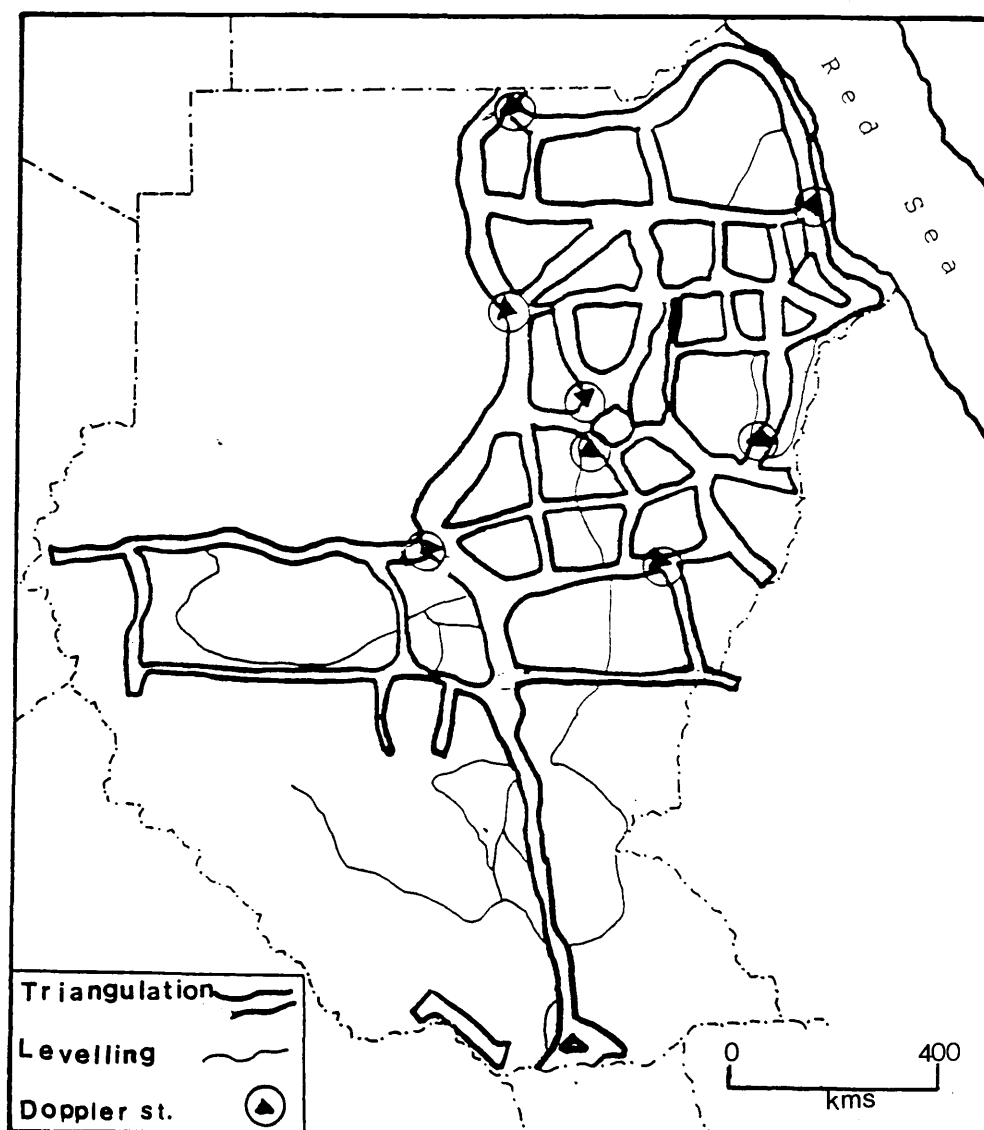 Red Sea
Triangulation
Levelling
Doppler st.
0 400
kms